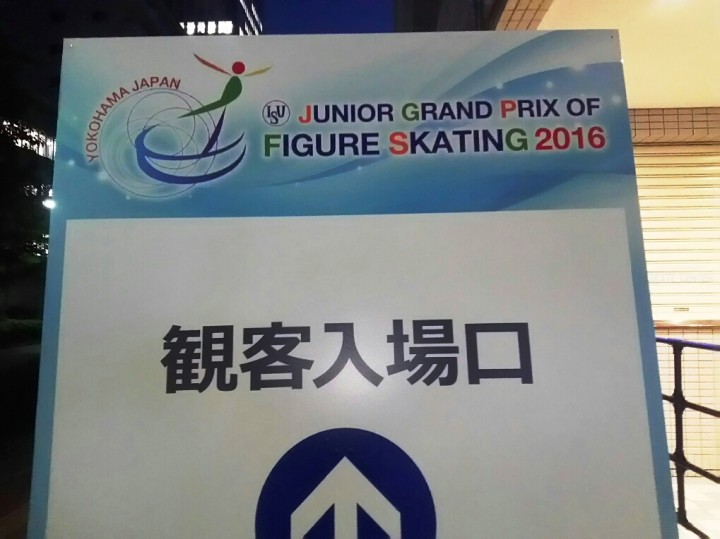 YOKOHAMA JAPAN
ISU JUNIOR GRAND PRIX OF
FIGURE SKATING 2016
観客入場口